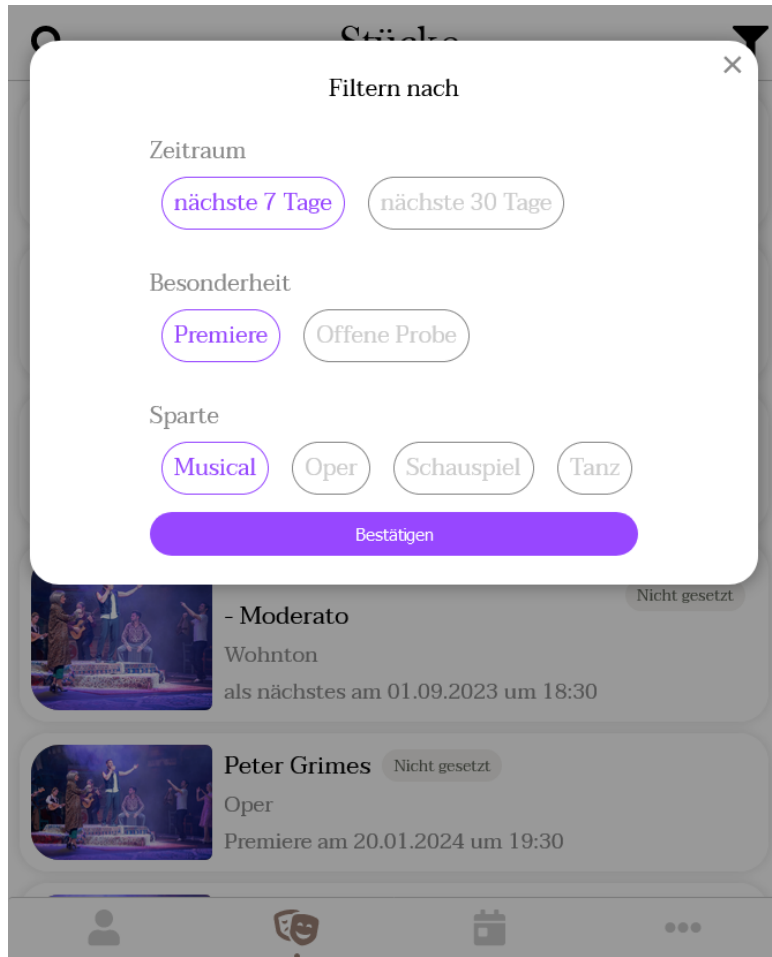 Stücke
Filtern nach
Zeitraum
nächste 7 Tage nächste 30 Tage
Besonderheit
Premiere Offene Probe
Sparte
Musical Oper Schauspiel Tanz
Bestätigen
Nicht gesetzt
- Moderato
Wohnton
als nächstes am 01.09.2023 um 18:30
Peter Grimes Nicht gesetzt
Oper
Premiere am 20.01.2024 um 19:30